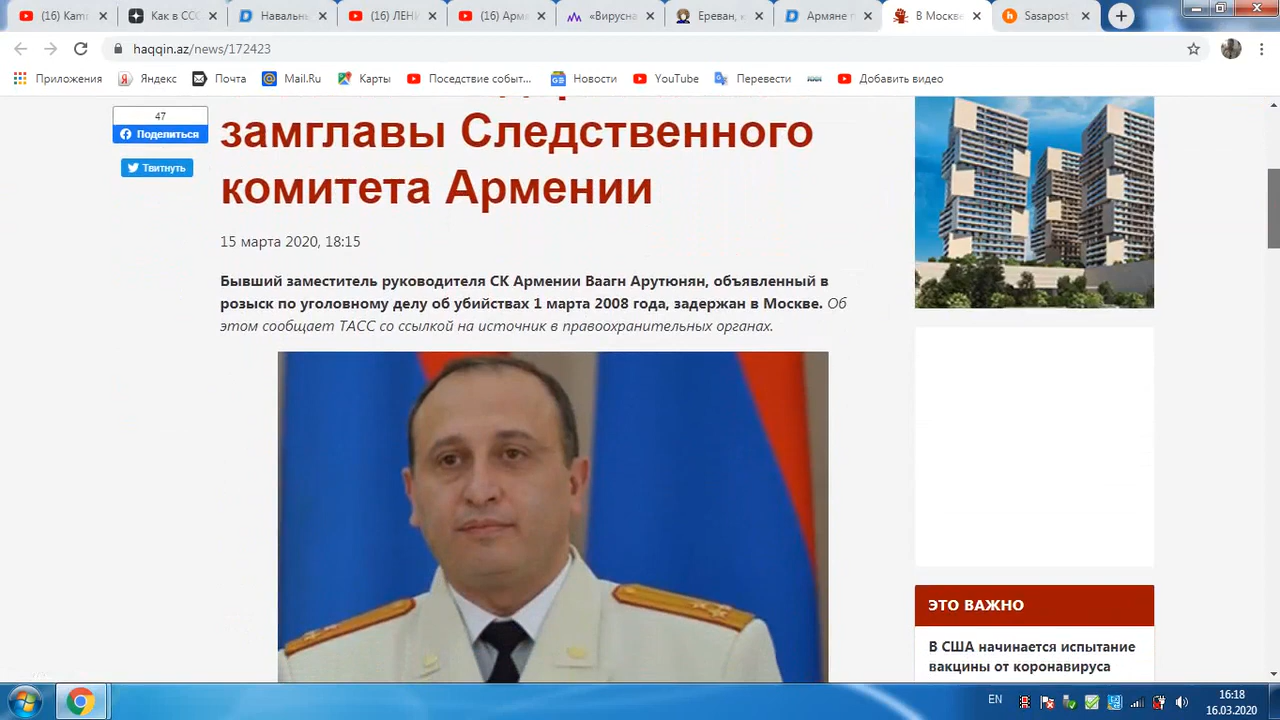 (16) Kam
Как в ССС
Навальны
(16) ЛЕНИ
(16) Арм
«Вирусна
Ереван, к
Армяне п
В Москве
Sasapost
haqqin.az/news/172423
Приложения
Яндекс
Почта
Mail.Ru
Карты
Поседствие событ...
Новости
YouTube
Перевести
Добавить видео
47
Поделиться
Твитнуть
замглавы Следственного
комитета Армении
15 марта 2020, 18:15
Бывший заместитель руководителя СК Армении Ваагн Арутюнян, объявленный в
розыск по уголовному делу об убийствах 1 марта 2008 года, задержан в Москве. Об
этом сообщает ТАСС со ссылкой на источник в правоохранительных органах.
ЭТО ВАЖНО
В США начинается испытание
вакцины от коронавируса
EN
16:18
16.03.2020